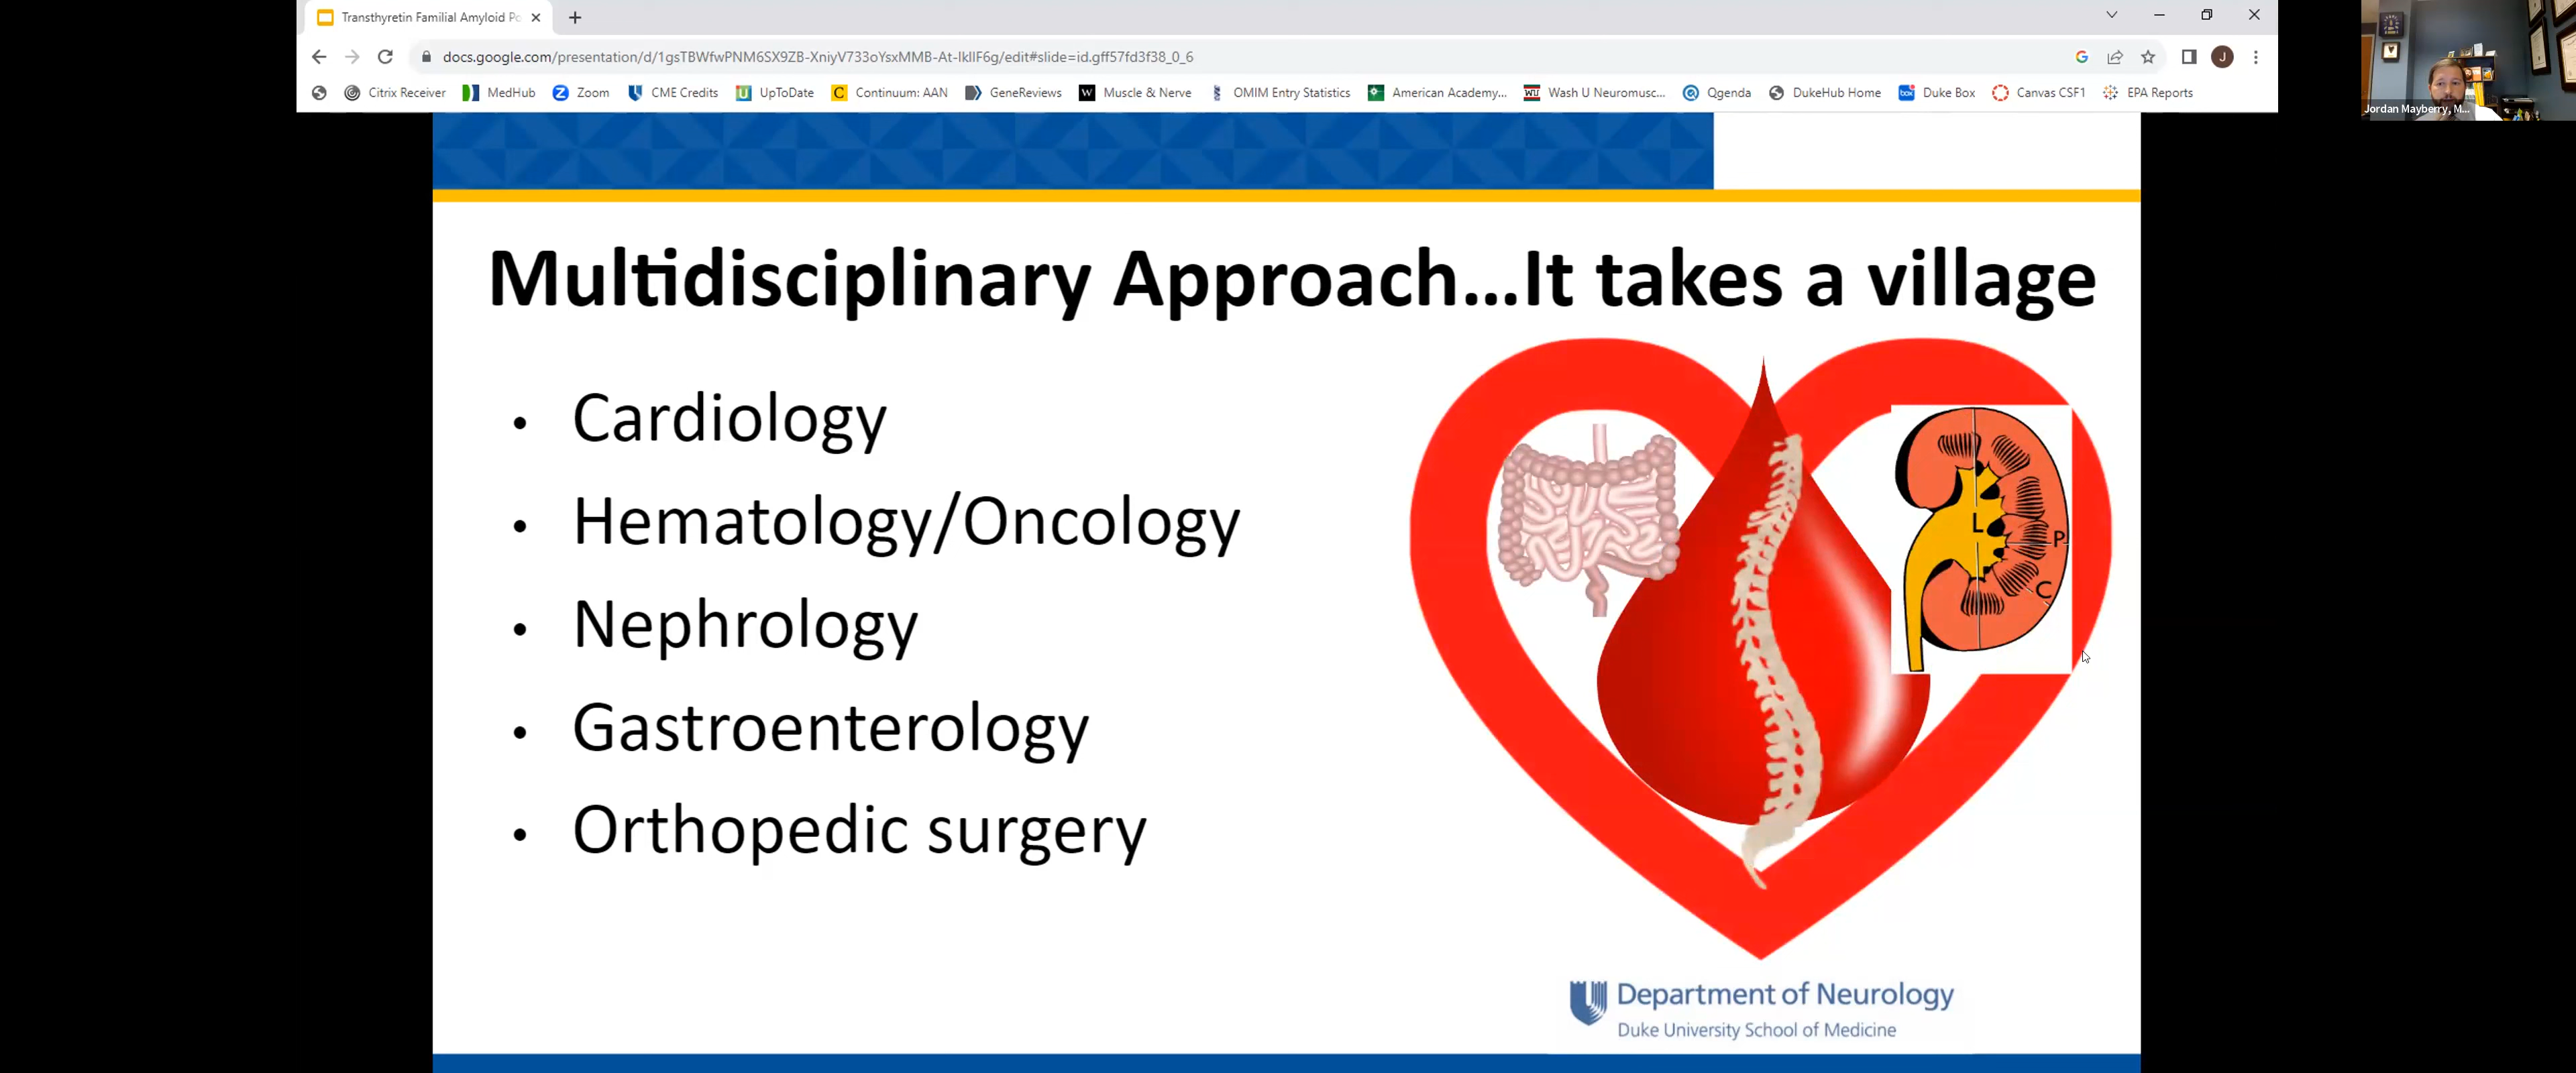 Transthyretin Familial Amyloid Po
docs.google.com/presentation/d/1gsTBWfwPNM6SX9ZB-XniyV733oYsxMMB-At-IkIIF6g/edit#slide=id.gff57fd3f38_0_6
J
Citrix Receiver MedHub Zoom CME Credits UpToDate Continuum: AAN GeneReviews Muscle & Nerve OMIM Entry Statistics American Academy... Wash U Neuromusc... Qgenda DukeHub Home Duke Box Canvas CSF1 EPA Reports
Jordan Mayberry, M...
Multidisciplinary Approach...It takes a village
• Cardiology
• Hematology/Oncology
• Nephrology
• Gastroenterology
• Orthopedic surgery
L
P
C
Department of Neurology
Duke University School of Medicine